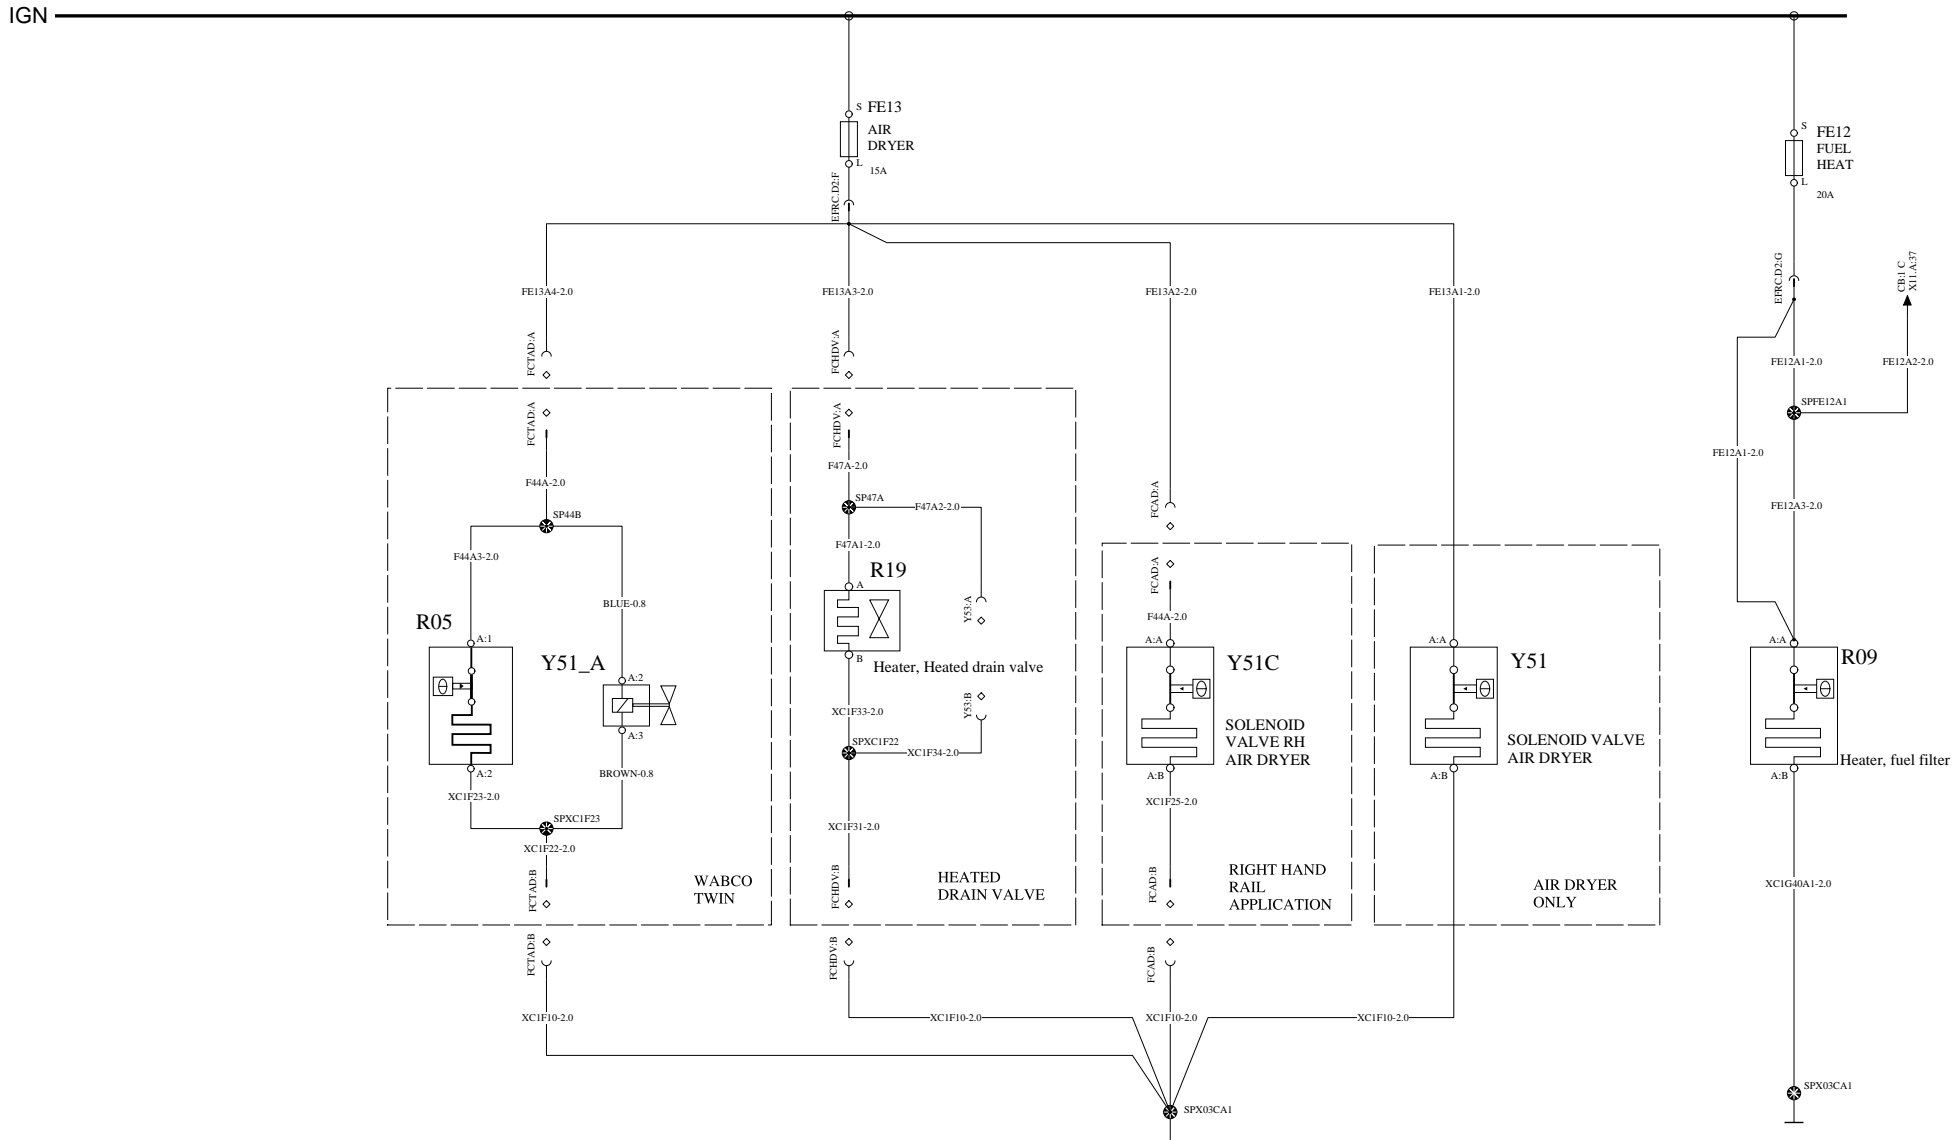 IGN
S FE13
AIR
DRYER
L
15A
EFRC.D2:F
S
FE12
FUEL
HEAT
L
20A
EFRC.D2:G
CB:1 C
X11.A:37
FE13A4-2.0
FE13A3-2.0
FE13A2-2.0
FE13A1-2.0
FCTAD:A
FCHDV:A
FE12A1-2.0
FE12A2-2.0
SPFE12A1
FCTAD:A
FCHDV:A
F44A-2.0
F47A-2.0
FE12A1-2.0
SP44B
SP47A
F47A2-2.0
FCAD:A
FE12A3-2.0
F44A3-2.0
F47A1-2.0
R19
A
FCAD:A
BLUE-0.8
Y53:A
F44A-2.0
R05
A:1
Y51_A
A:2
B
Heater, Heated drain valve
A:A
Y51C
A:A
Y51
A:A
R09
Y53:B
XC1F33-2.0
A:3
SOLENOID
VALVE RH
AIR DRYER
SOLENOID VALVE
AIR DRYER
SPXC1F22
XC1F34-2.0
Heater, fuel filter
A:2
BROWN-0.8
A:B
A:B
A:B
XC1F23-2.0
XC1F25-2.0
SPXC1F23
XC1F31-2.0
XC1F22-2.0
FCTAD:B
WABCO
TWIN
FCHDV:B
HEATED
DRAIN VALVE
FCAD:B
RIGHT HAND
RAIL
APPLICATION
AIR DRYER
ONLY
XC1G40A1-2.0
FCTAD:B
FCHDV:B
FCAD:B
XC1F10-2.0
XC1F10-2.0
XC1F10-2.0
XC1F10-2.0
SPX03CA1
SPX03CA1